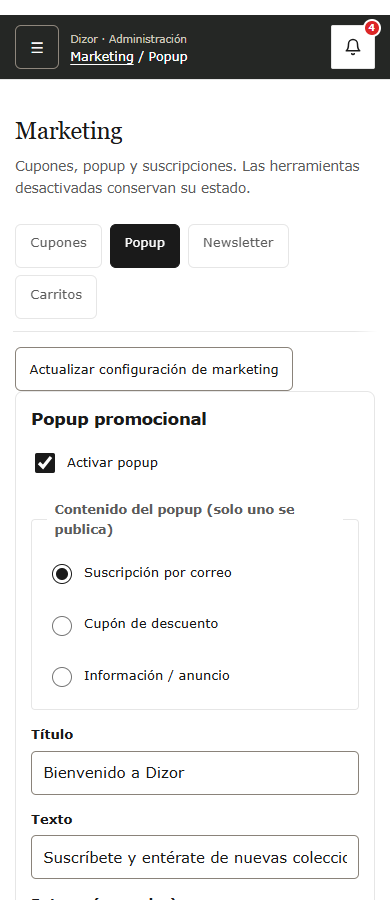 4
Dizor · Administración
Marketing / Popup
Marketing
Cupones, popup y suscripciones. Las herramientas
desactivadas conservan su estado.
Cupones
Popup
Newsletter
Carritos
Actualizar configuración de marketing
Popup promocional
Activar popup
Contenido del popup (solo uno se
publica)
Suscripción por correo
Cupón de descuento
Información / anuncio
Título
Bienvenido a Dizor
Texto
Suscríbete y entérate de nuevas colecci